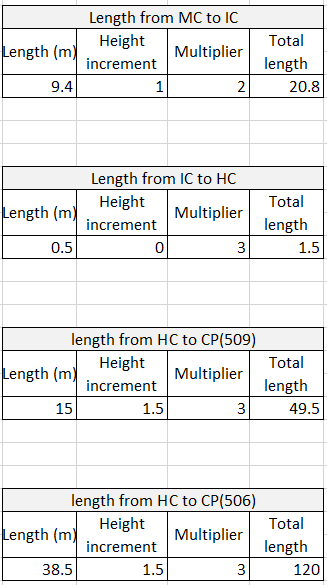 Length from MC to IC
Length (m) Height increment Multiplier Total length
9.4 1 2 20.8
Length from IC to HC
Length (m) Height increment Multiplier Total length
0.5 0 3 1.5
length from HC to CP(509)
Length (m) Height increment Multiplier Total length
15 1.5 3 49.5
length from HC to CP(506)
Length (m) Height increment Multiplier Total length
38.5 1.5 3 120